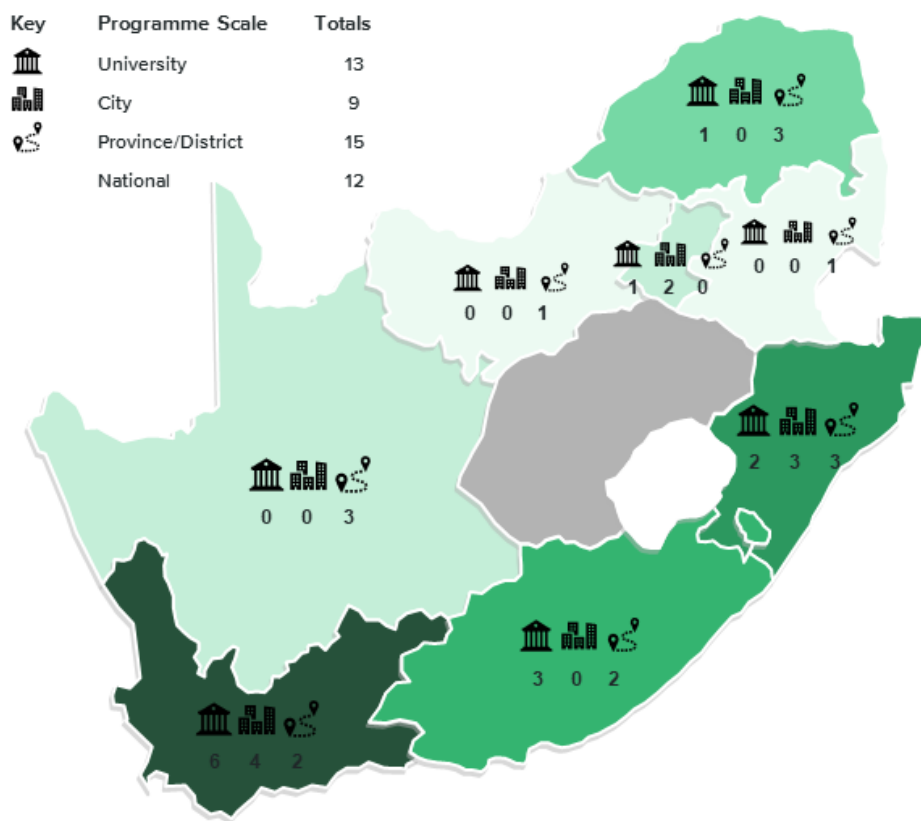 Key Programme Scale Totals
University 13
City 9
Province/District 15
National 12
1 0 3
0 0 1
1 2 0
0 0 1
2 3 3
0 0 3
3 0 2
6 4 2